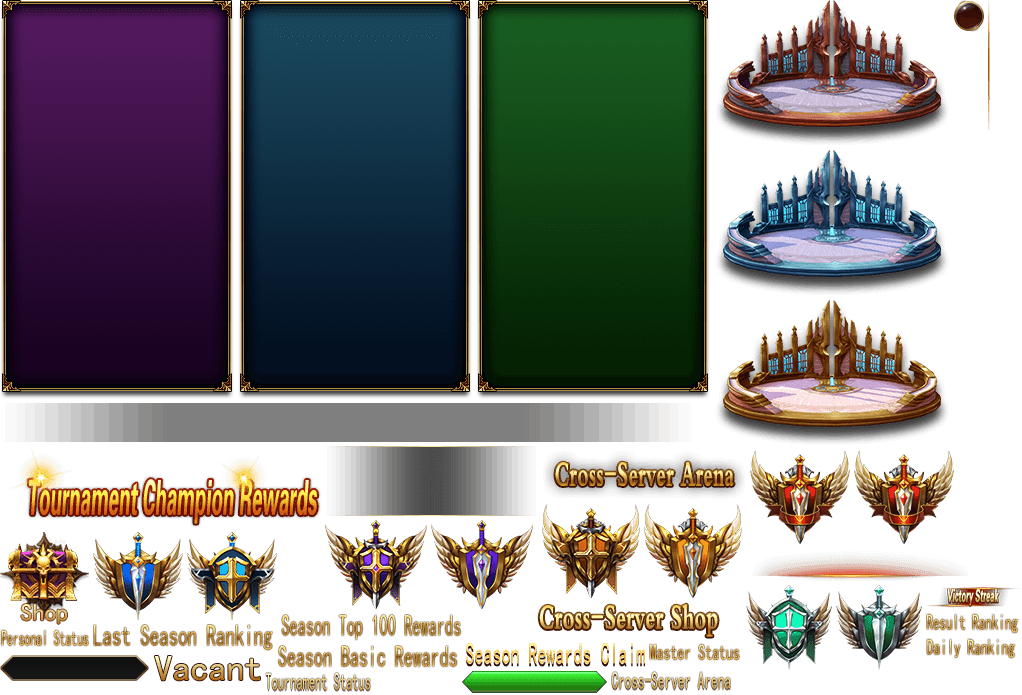 Cross-Server Arena
Tournament Champion Rewards
Victory Streak
Shop
Cross-Server Shop
Result Ranking
Personal Status
Last Season Ranking
Season Top 100 Rewards
Daily Ranking
Vacant
Season Basic Rewards
Season Rewards Claim
Master Status
Tournament Status
Cross-Server Arena